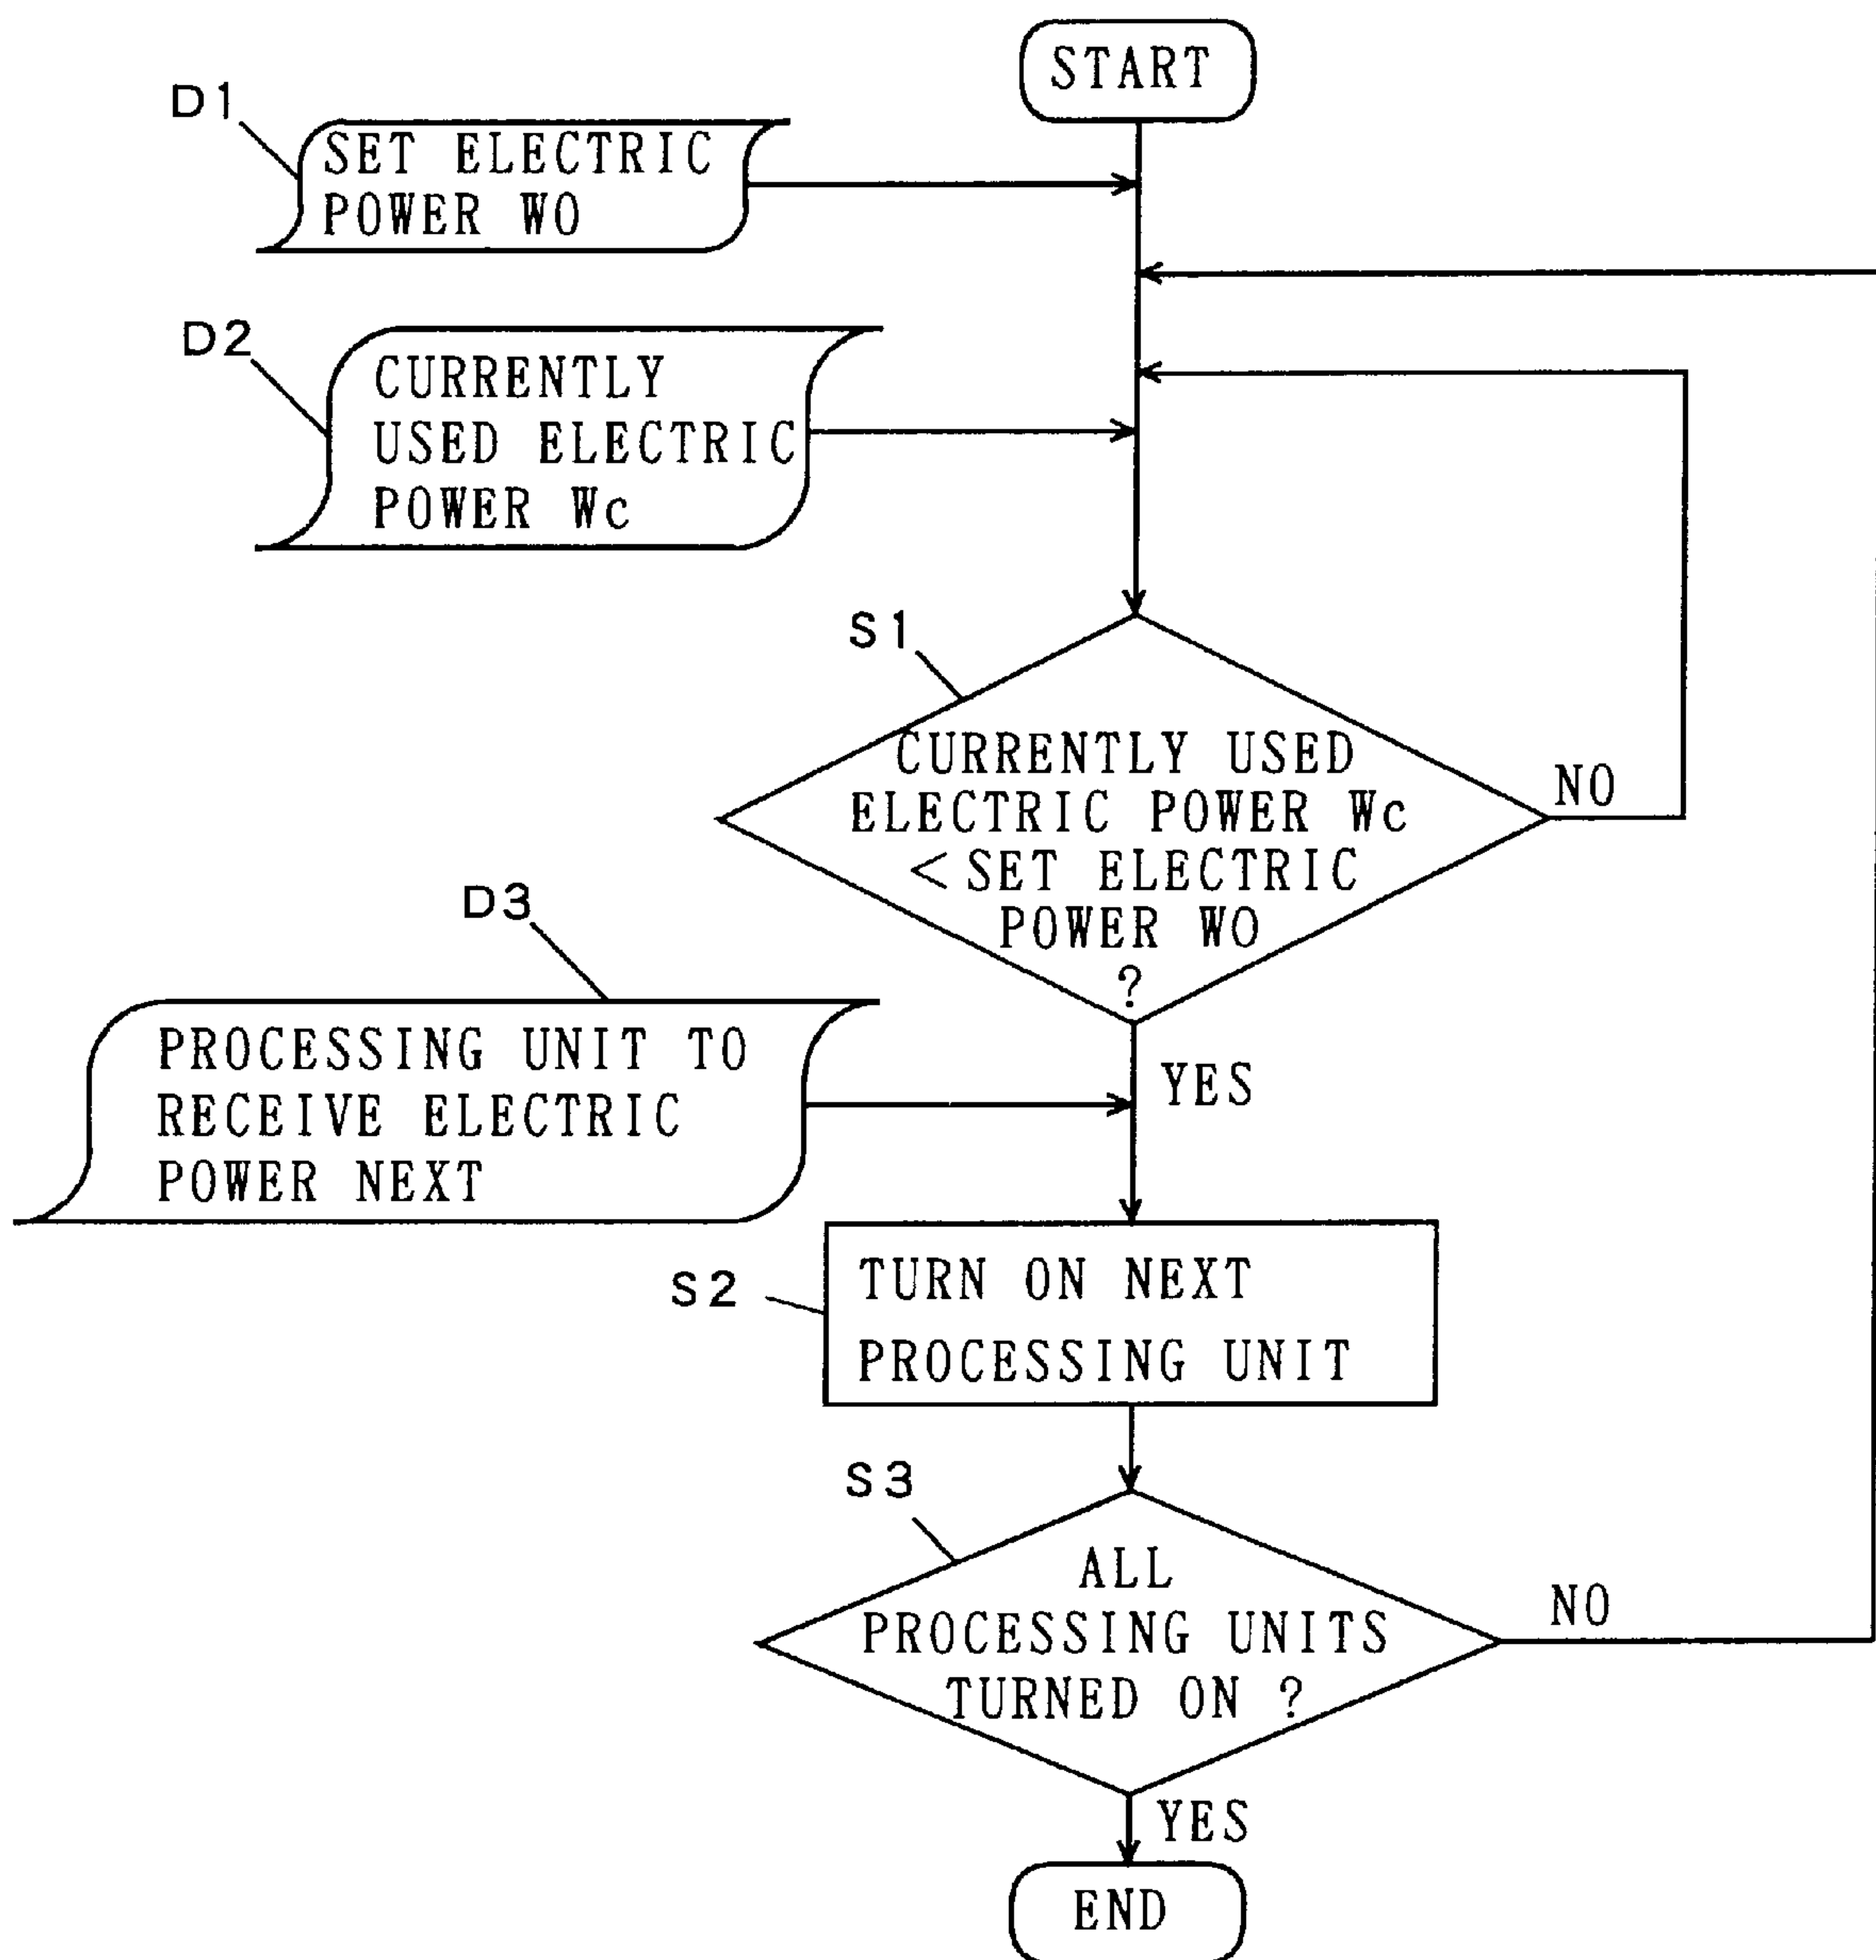 START
D1
SET ELECTRIC
POWER WO
D2
CURRENTLY
USED ELECTRIC
POWER Wc
S1
CURRENTLY USED
ELECTRIC POWER Wc
< SET ELECTRIC
POWER WO
?
NO
D3
PROCESSING UNIT TO
RECEIVE ELECTRIC
POWER NEXT
YES
S2
TURN ON NEXT
PROCESSING UNIT
S3
ALL
PROCESSING UNITS
TURNED ON ?
NO
YES
END